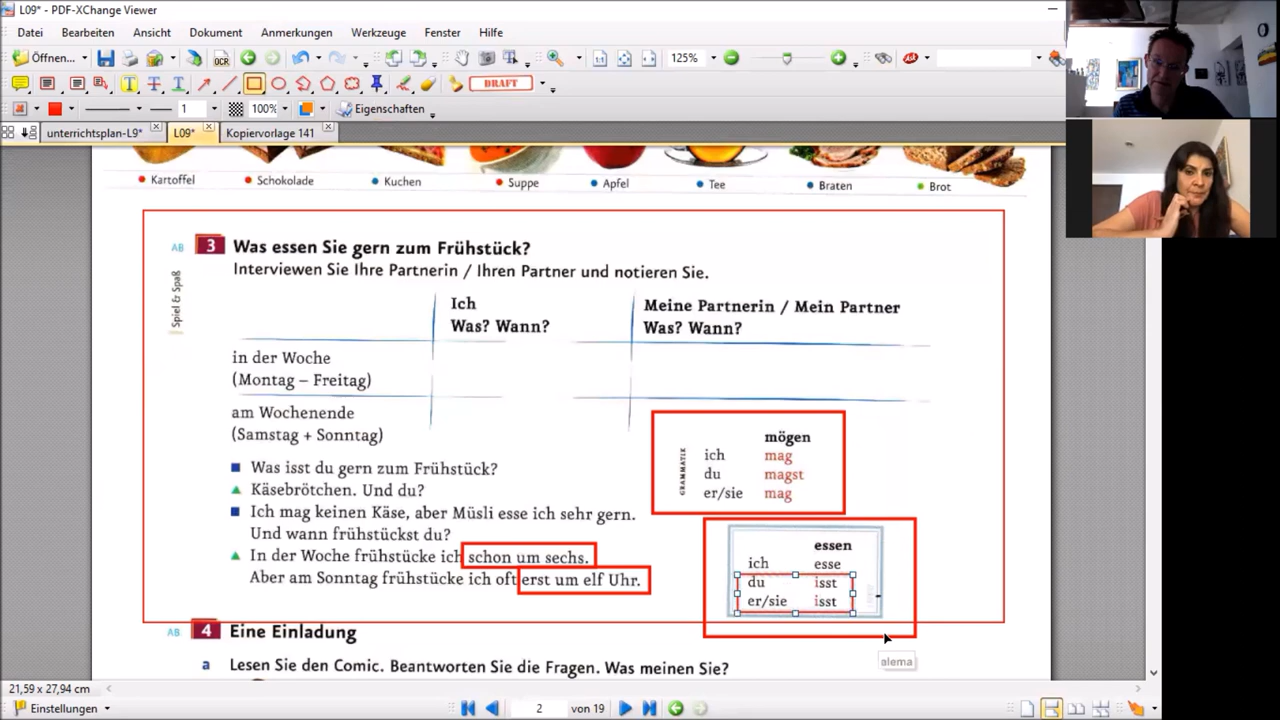 L09* - PDF-XChange Viewer
Datei Bearbeiten Ansicht Dokument Anmerkungen Werkzeuge Fenster Hilfe
Öffnen... OCR 125%
DRAFT
1 100% Eigenschaften
unterrichtsplan-L9* L09* Kopiervorlage 141
Kartoffel Schokolade Kuchen Suppe Apfel Tee Braten Brot
AB 3 Was essen Sie gern zum Frühstück?
Interviewen Sie Ihre Partnerin / Ihren Partner und notieren Sie.
Spiel & Spaß
Ich Meine Partnerin / Mein Partner
Was? Wann? Was? Wann?
in der Woche
(Montag – Freitag)
am Wochenende
(Samstag + Sonntag)
Was isst du gern zum Frühstück?
Käsebrötchen. Und du?
Ich mag keinen Käse, aber Müsli esse ich sehr gern.
Und wann frühstückst du?
In der Woche frühstücke ich schon um sechs.
Aber am Sonntag frühstücke ich oft erst um elf Uhr.
GRAMMATIK
mögen
ich mag
du magst
er/sie mag
essen
ich esse
du isst
er/sie isst
alema
AB 4 Eine Einladung
a Lesen Sie den Comic. Beantworten Sie die Fragen. Was meinen Sie?
21,59 x 27,94 cm
Einstellungen 2 von 19